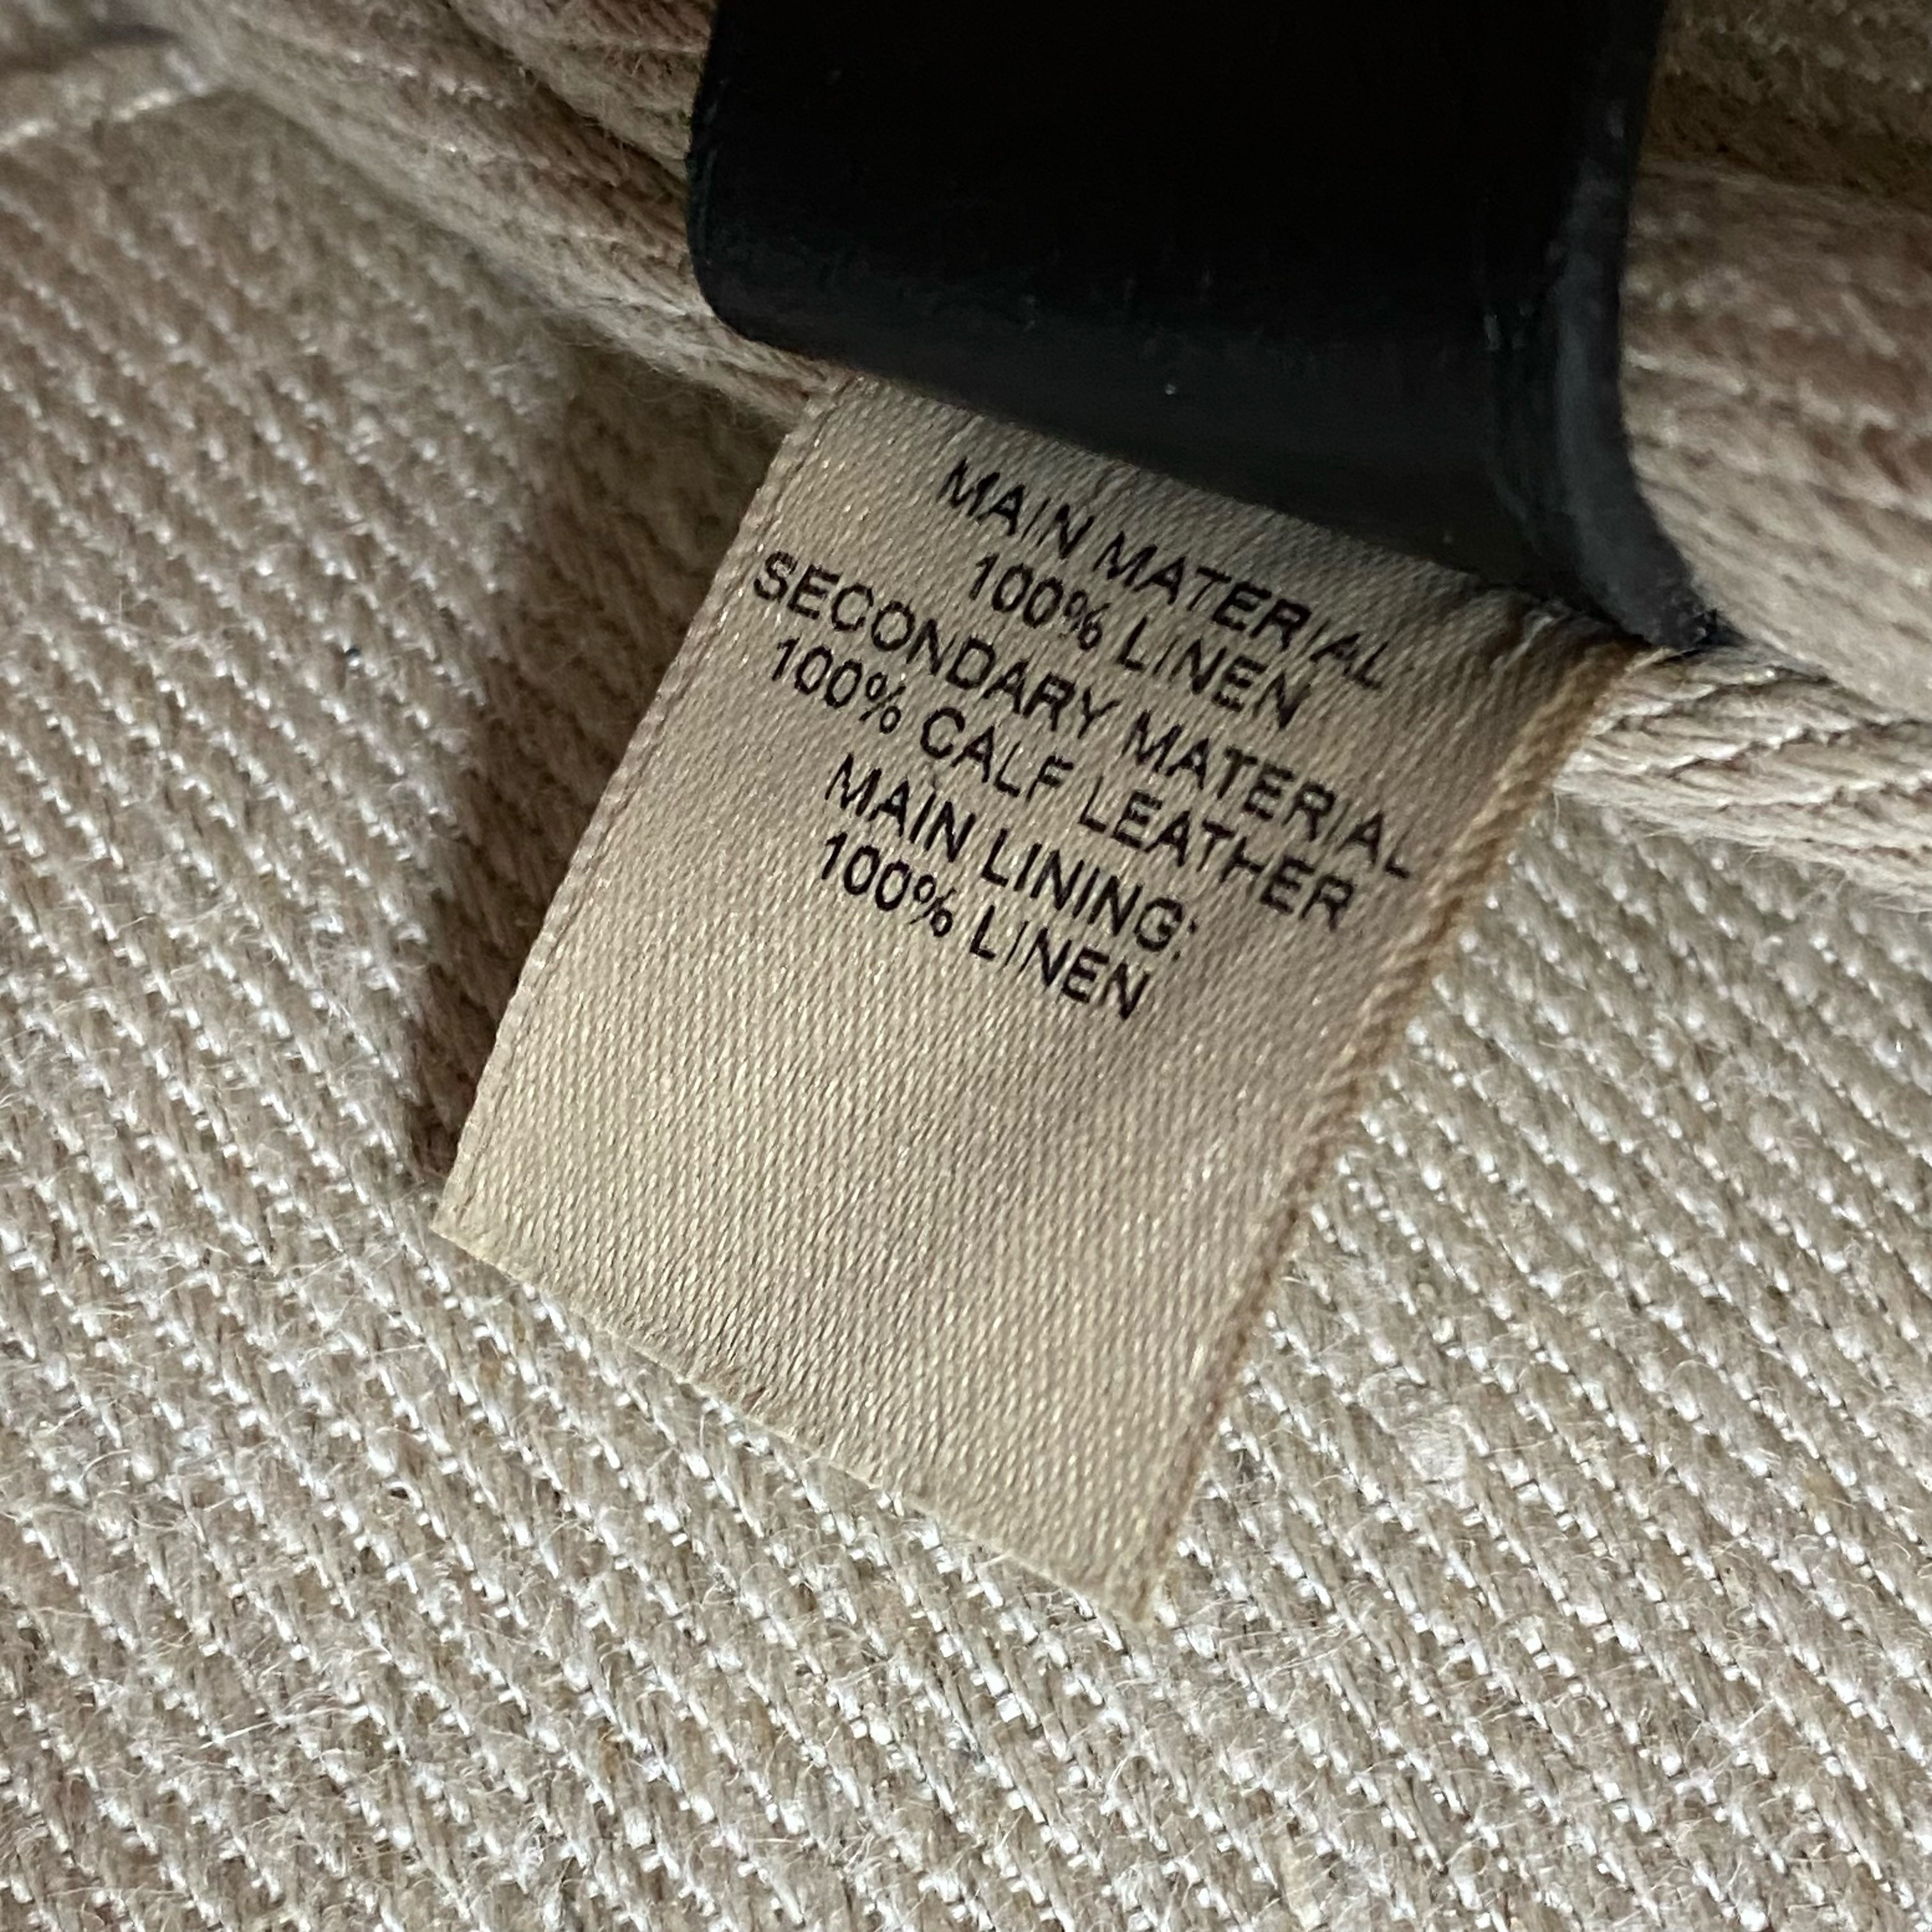 MAIN MATERIAL
100% LINEN
SECONDARY MATERIAL
100% CALF LEATHER
MAIN LINING:
100% LINEN